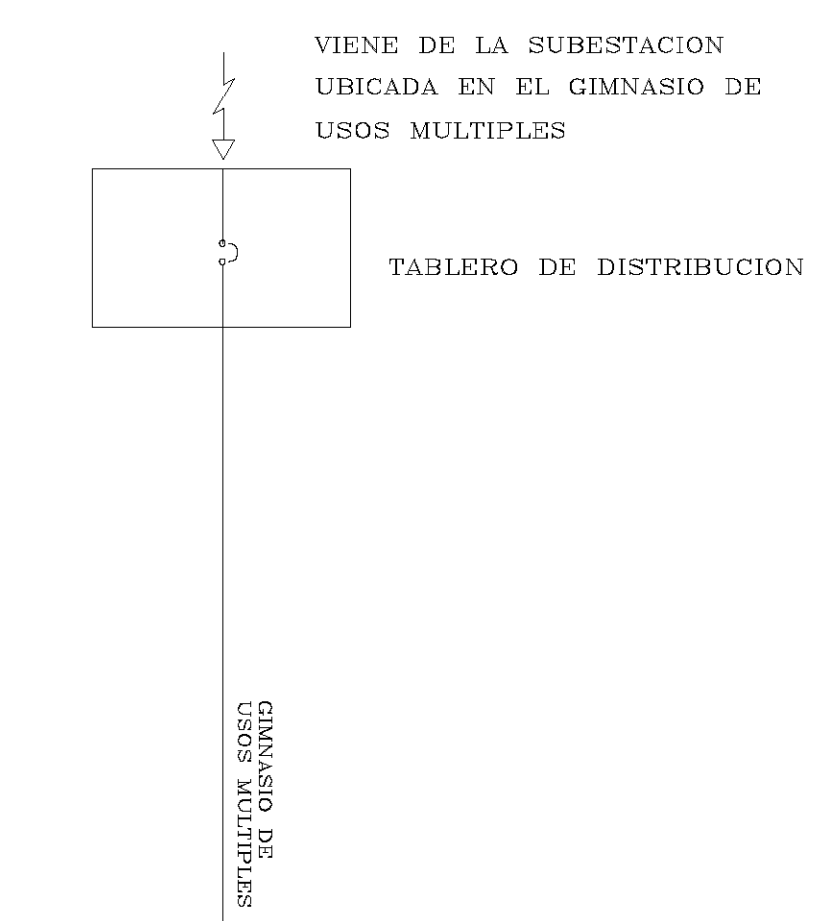 VIENE DE LA SUBESTACION
UBICADA EN EL GIMNASIO DE
USOS MULTIPLES
TABLERO DE DISTRIBUCION
GIMNASIO DE
USOS MULTIPLES